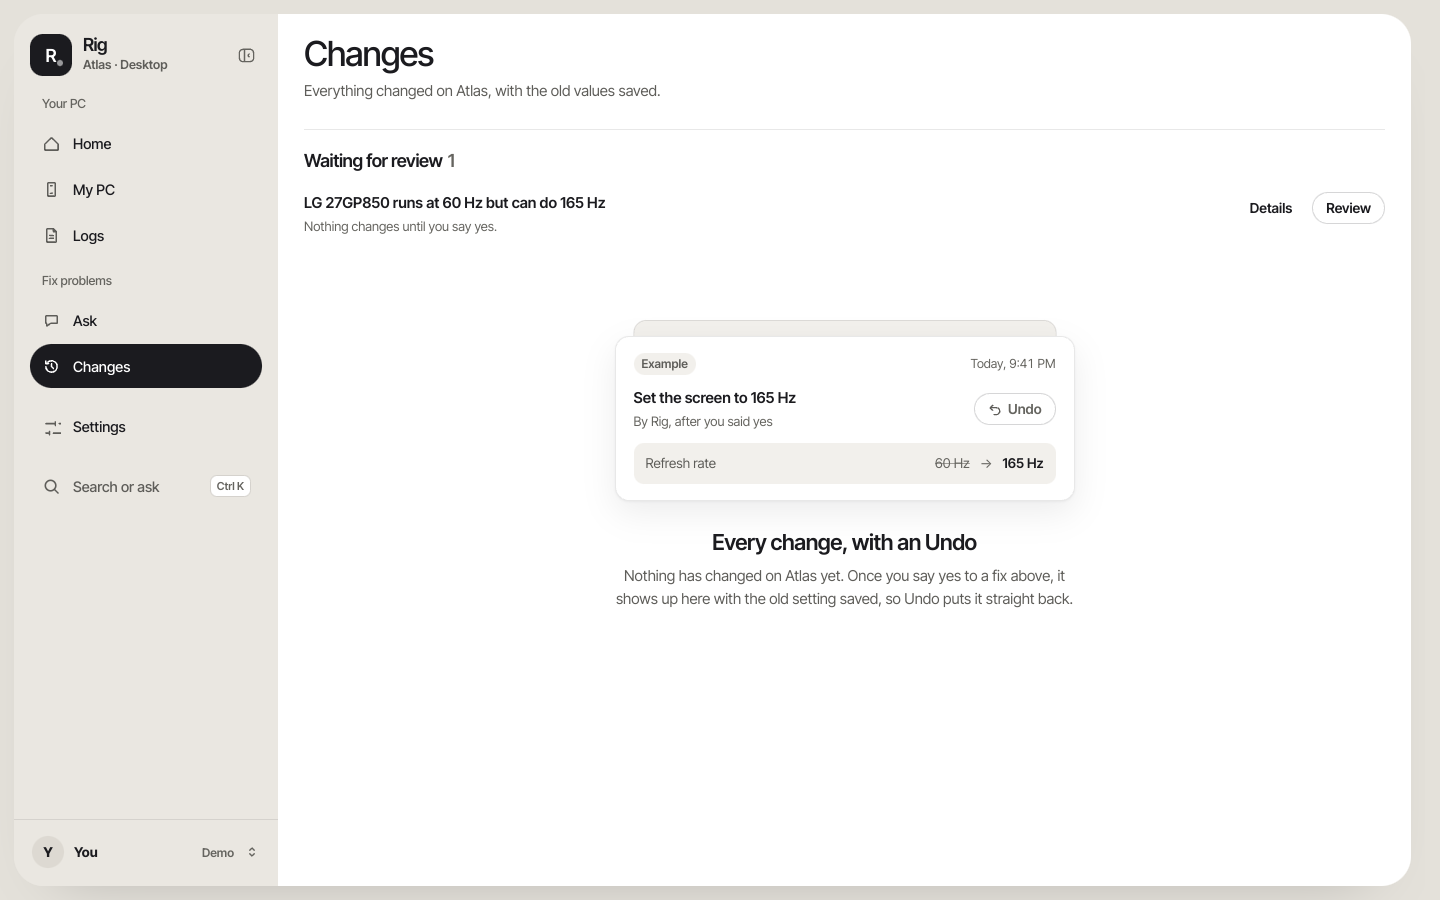 R.
Rig
Atlas · Desktop
Your PC
Home
My PC
Logs
Fix problems
Ask
Changes
Settings
Search or ask
Ctrl K
Y
You
Demo
Changes
Everything changed on Atlas, with the old values saved.
Waiting for review 1
LG 27GP850 runs at 60 Hz but can do 165 Hz
Nothing changes until you say yes.
Details
Review
Example
Today, 9:41 PM
Set the screen to 165 Hz
By Rig, after you said yes
Undo
Refresh rate
60 Hz → 165 Hz
Every change, with an Undo
Nothing has changed on Atlas yet. Once you say yes to a fix above, it
shows up here with the old setting saved, so Undo puts it straight back.